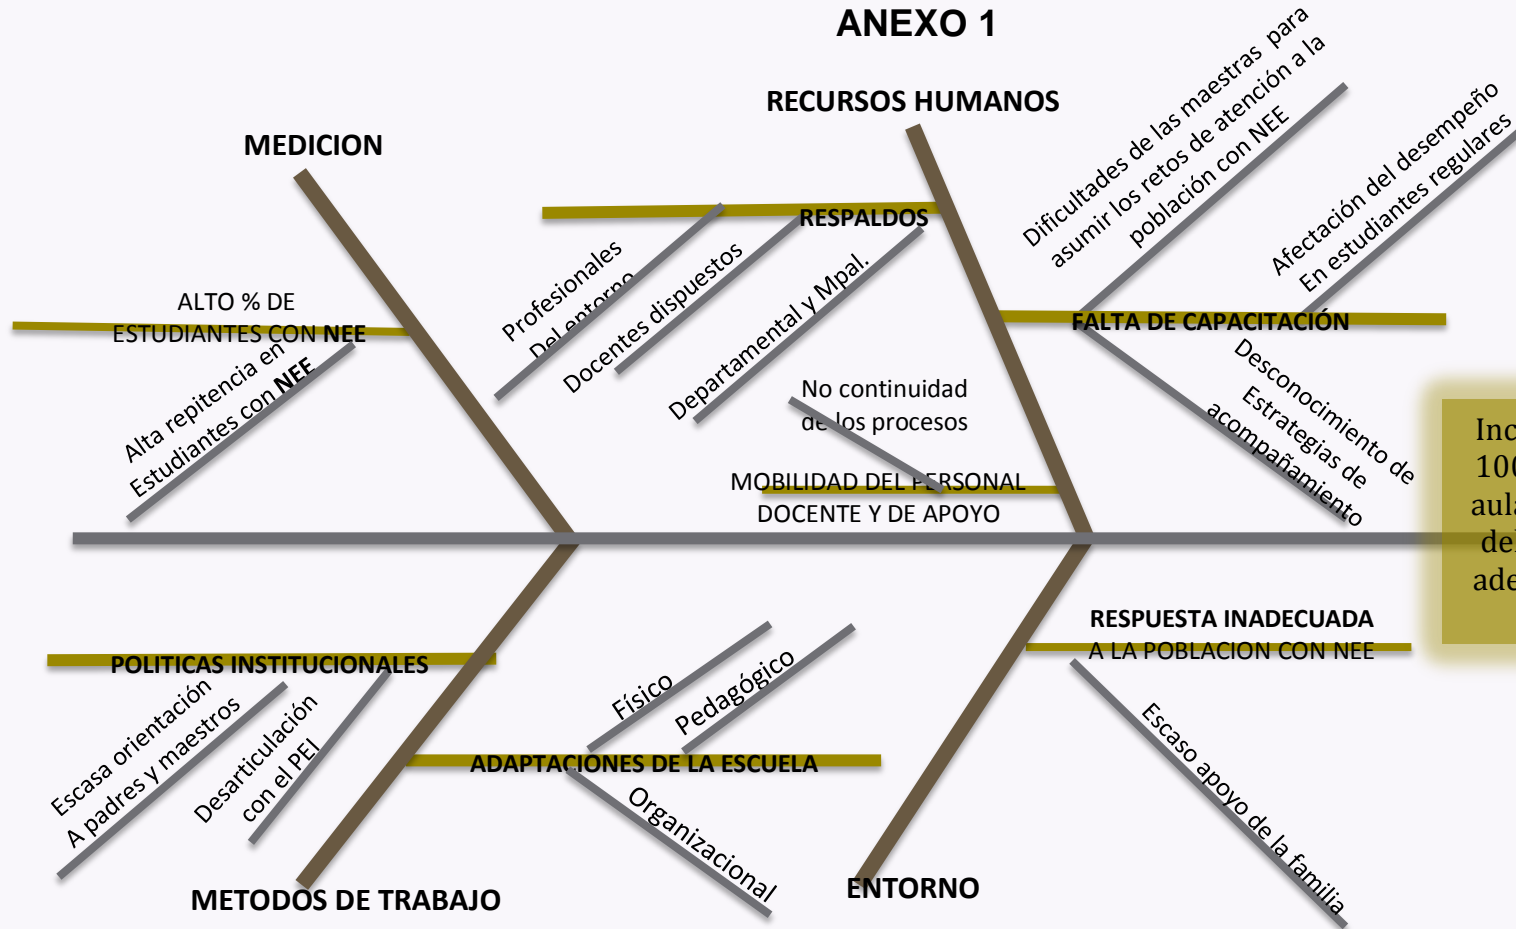 ANEXO 1
MEDICION
RECURSOS HUMANOS
Dificultades de las maestras para
asumir los retos de atención a la
población con NEE
Afectación del desempeño
En estudiantes regulares
RESPALDOS
Profesionales
Del entorno
Docentes dispuestos
Departamental y Mpal.
ALTO % DE
ESTUDIANTES CON NEE
Alta repitencia en
Estudiantes con NEE
FALTA DE CAPACITACIÓN
Desconocimiento de
Estrategias de
acompañamiento
No continuidad
de los procesos
MOBILIDAD DEL PERSONAL
DOCENTE Y DE APOYO
POLITICAS INSTITUCIONALES
Escasa orientación
A padres y maestros
Desarticulación
con el PEI
Físico
Pedagógico
ADAPTACIONES DE LA ESCUELA
Organizacional
RESPUESTA INADECUADA
A LA POBLACION CON NEE
Escaso apoyo de la familia
METODOS DE TRABAJO
ENTORNO